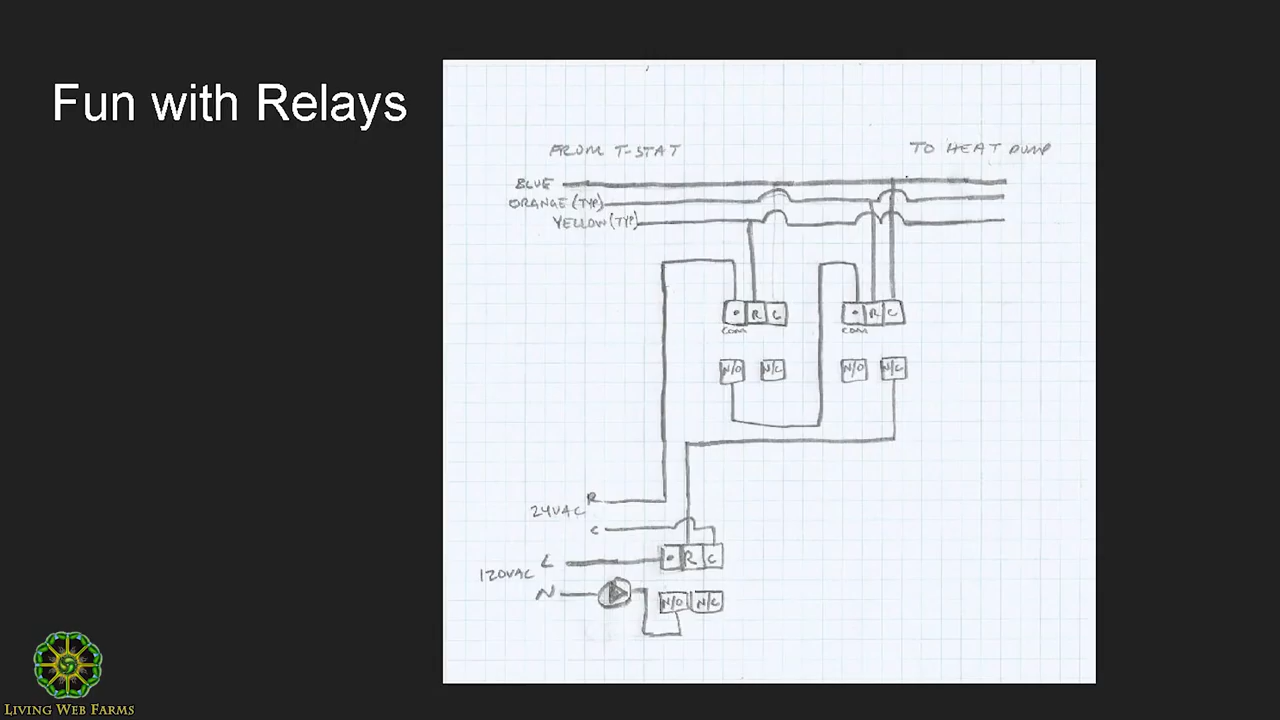 Fun with Relays
FROM T-STAT
TO HEAT PUMP
BLUE
ORANGE (TYP)
YELLOW (TYP)
• R C
COM
• R C
COM
N/O N/C
N/O N/C
24VAC R
C
• R C
120VAC L
N
N/O N/C
LIVING WEB FARMS